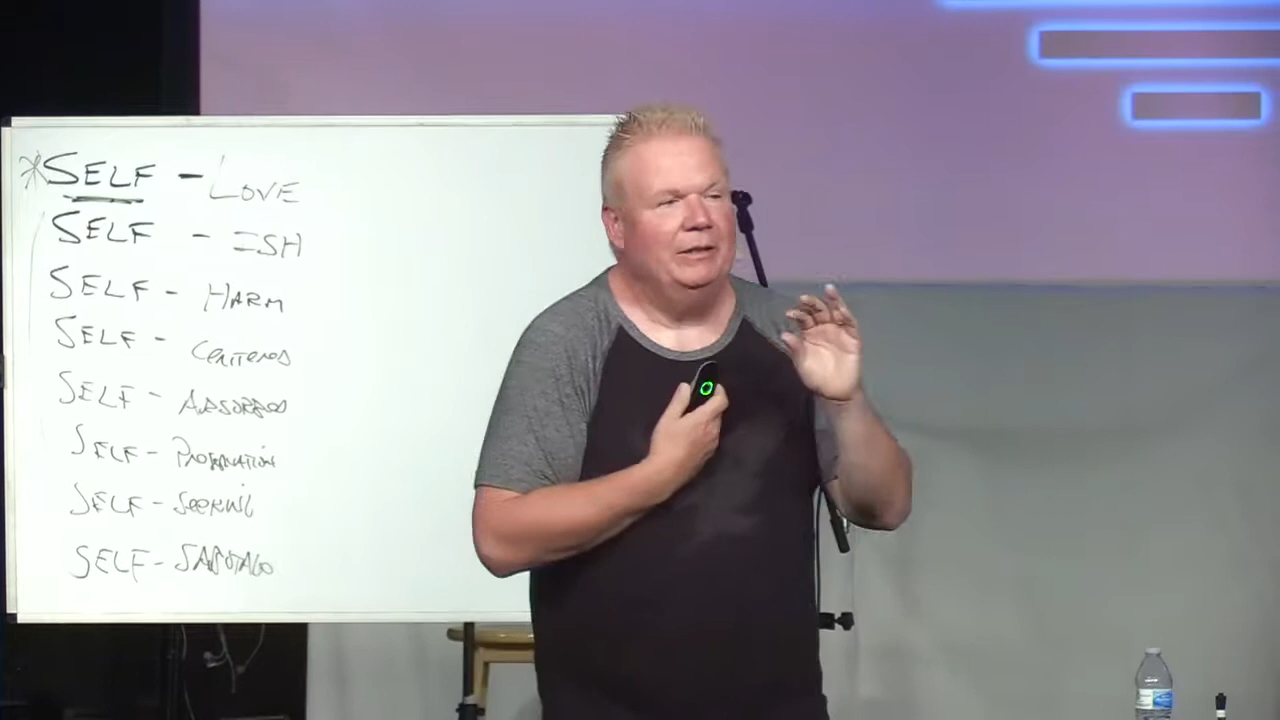 *SELF - LOVE
SELF - ISH
SELF - HARM
SELF - CENTERED
SELF - ABSORBED
SELF - PROMOTION
SELF - SEEKING
SELF - SABOTAGE